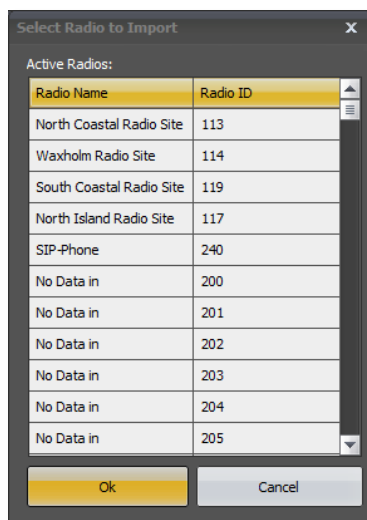 Select Radio to Import x
Active Radios:
Radio Name Radio ID
North Coastal Radio Site 113
Waxholm Radio Site 114
South Coastal Radio Site 119
North Island Radio Site 117
SIP-Phone 240
No Data in 200
No Data in 201
No Data in 202
No Data in 203
No Data in 204
No Data in 205
Ok Cancel